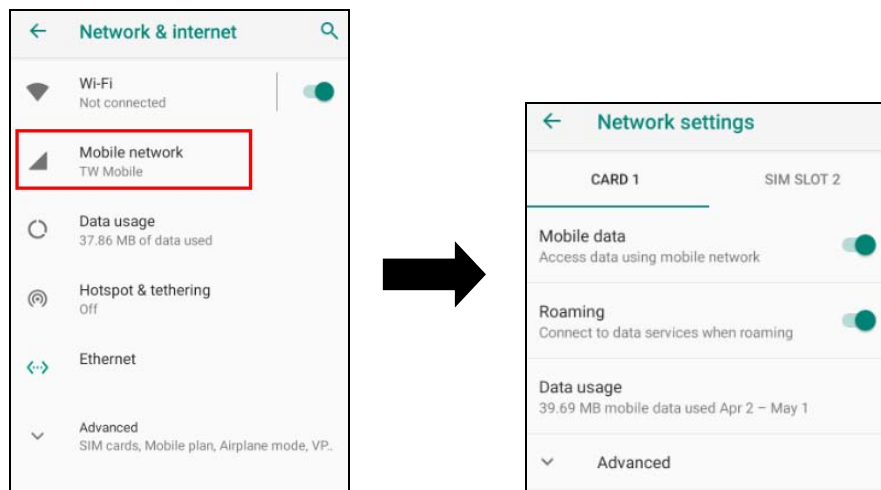 Network & internet
Wi-Fi
Not connected
Mobile network
TW Mobile
Data usage
37.86 MB of data used
Hotspot & tethering
Off
Ethernet
Advanced
SIM cards, Mobile plan, Airplane mode, VP..
Network settings
CARD 1 SIM SLOT 2
Mobile data
Access data using mobile network
Roaming
Connect to data services when roaming
Data usage
39.69 MB mobile data used Apr 2 – May 1
Advanced